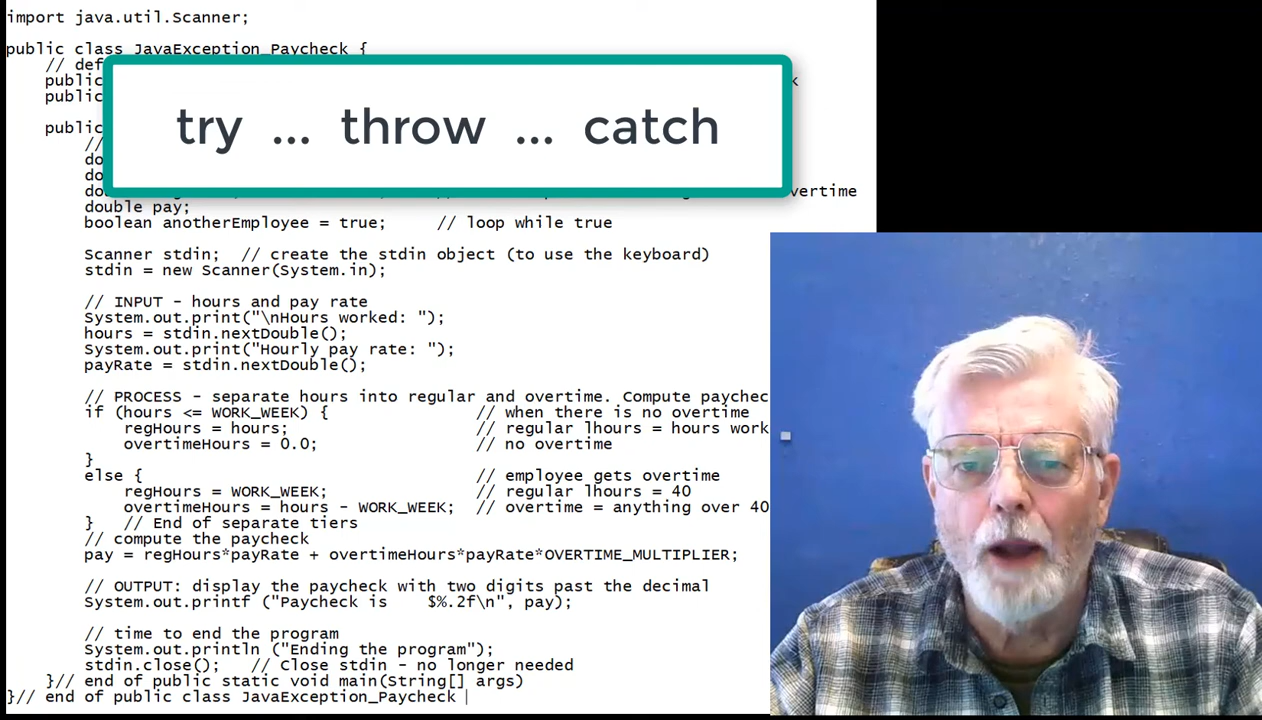 import java.util.Scanner;
public class JavaException_Paycheck {
// def
public
public
try ... throw ... catch
public
//
do
do
dou vertime
double pay;
boolean anotherEmployee = true; // loop while true
Scanner stdin; // create the stdin object (to use the keyboard)
stdin = new Scanner(System.in);
// INPUT - hours and pay rate
System.out.print("\nHours worked: ");
hours = stdin.nextDouble();
System.out.print("Hourly pay rate: ");
payRate = stdin.nextDouble();
// PROCESS - separate hours into regular and overtime. Compute paychec
if (hours <= WORK_WEEK) { // when there is no overtime
regHours = hours; // regular lhours = hours work
overtimeHours = 0.0; // no overtime
}
else { // employee gets overtime
regHours = WORK_WEEK; // regular lhours = 40
overtimeHours = hours - WORK_WEEK; // overtime = anything over 40
} // End of separate tiers
// compute the paycheck
pay = regHours*payRate + overtimeHours*payRate*OVERTIME_MULTIPLIER;
// OUTPUT: display the paycheck with two digits past the decimal
System.out.printf ("Paycheck is $%.2f\n", pay);
// time to end the program
System.out.println ("Ending the program");
stdin.close(); // Close stdin - no longer needed
}// end of public static void main(String[] args)
}// end of public class JavaException_Paycheck